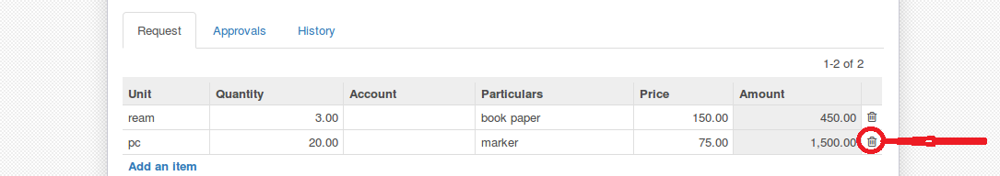 Request Approvals History
1-2 of 2
Unit Quantity Account Particulars Price Amount
ream 3.00 book paper 150.00 450.00
pc 20.00 marker 75.00 1,500.00
Add an item